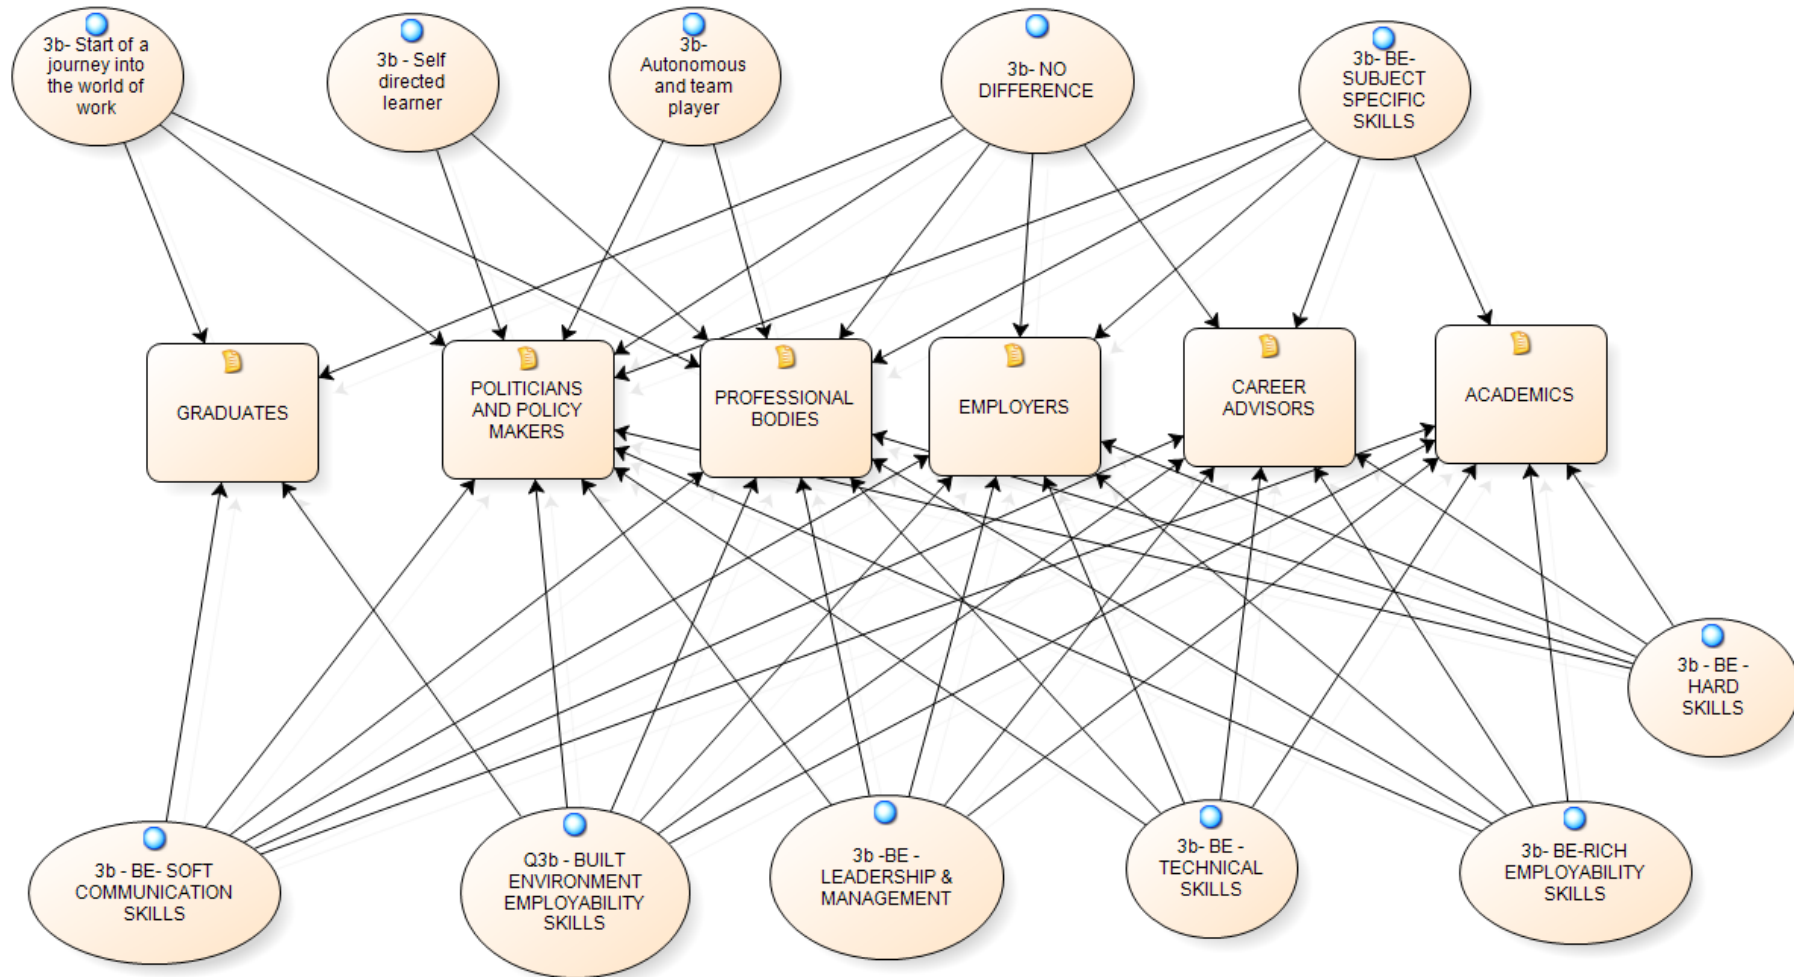 3b- Start of a
journey into
the world of
work
3b - Self
directed
learner
3b-
Autonomous
and team
player
3b- NO
DIFFERENCE
3b- BE-
SUBJECT
SPECIFIC
SKILLS
GRADUATES
POLITICIANS
AND POLICY
MAKERS
PROFESSIONAL
BODIES
EMPLOYERS
CAREER
ADVISORS
ACADEMICS
3b - BE -
HARD
SKILLS
3b - BE- SOFT
COMMUNICATION
SKILLS
Q3b - BUILT
ENVIRONMENT
EMPLOYABILITY
SKILLS
3b -BE -
LEADERSHIP &
MANAGEMENT
3b- BE -
TECHNICAL
SKILLS
3b- BE-RICH
EMPLOYABILITY
SKILLS